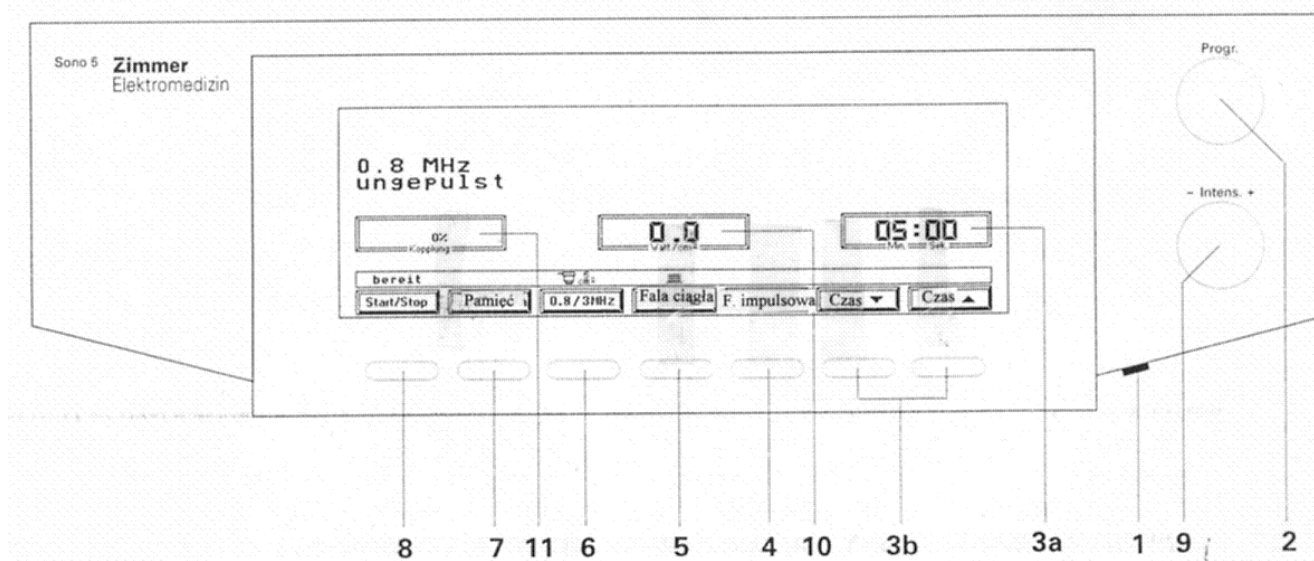 Sono 5 Zimmer
Elektromedizin
Progr.
0.8 MHz
ungepulst
- Intens. +
0%
Kopplung
0.0
Watt/cm²
05:00
Min. Sek.
bereit
5 cm²
Start/Stop Pamięć 0.8/3MHz Fala ciągła F. impulsowa Czas ▼ Czas ▲
8 7 11 6 5 4 10 3b 3a 1 9 2